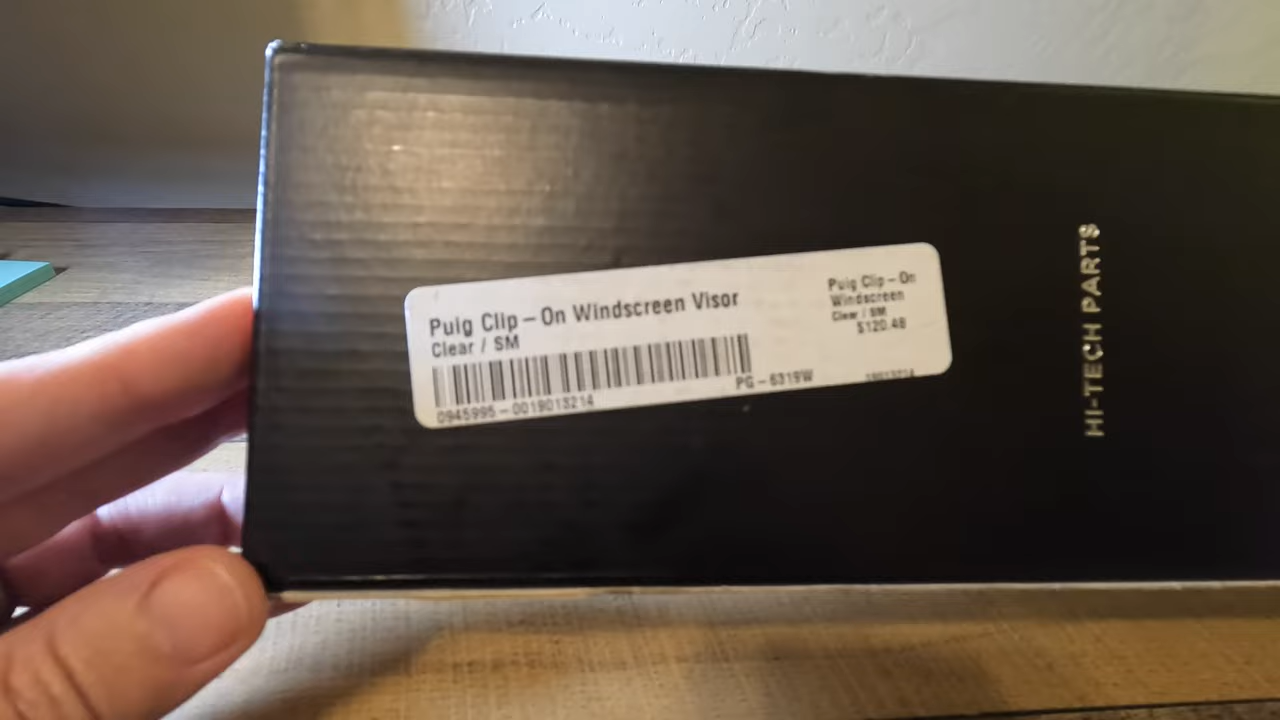 Puig Clip-On Windscreen Visor
Clear / SM
0945995-0019013214
PG-6319W
Puig Clip-On
Windscreen
Clear / SM
$120.48
19013214
HI-TECH PARTS